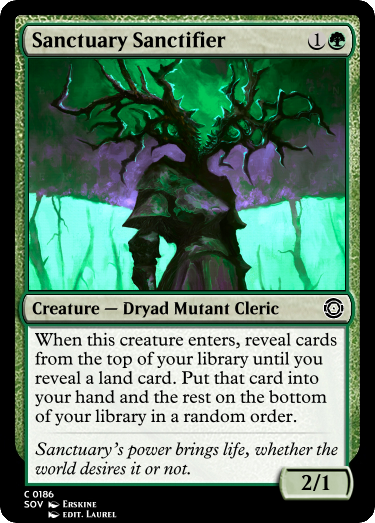 Sanctuary Sanctifier 1
Creature — Dryad Mutant Cleric
When this creature enters, reveal cards
from the top of your library until you
reveal a land card. Put that card into
your hand and the rest on the bottom
of your library in a random order.
Sanctuary's power brings life, whether the
world desires it or not.
2/1
C 0186
SOV Erskine
edit. Laurel